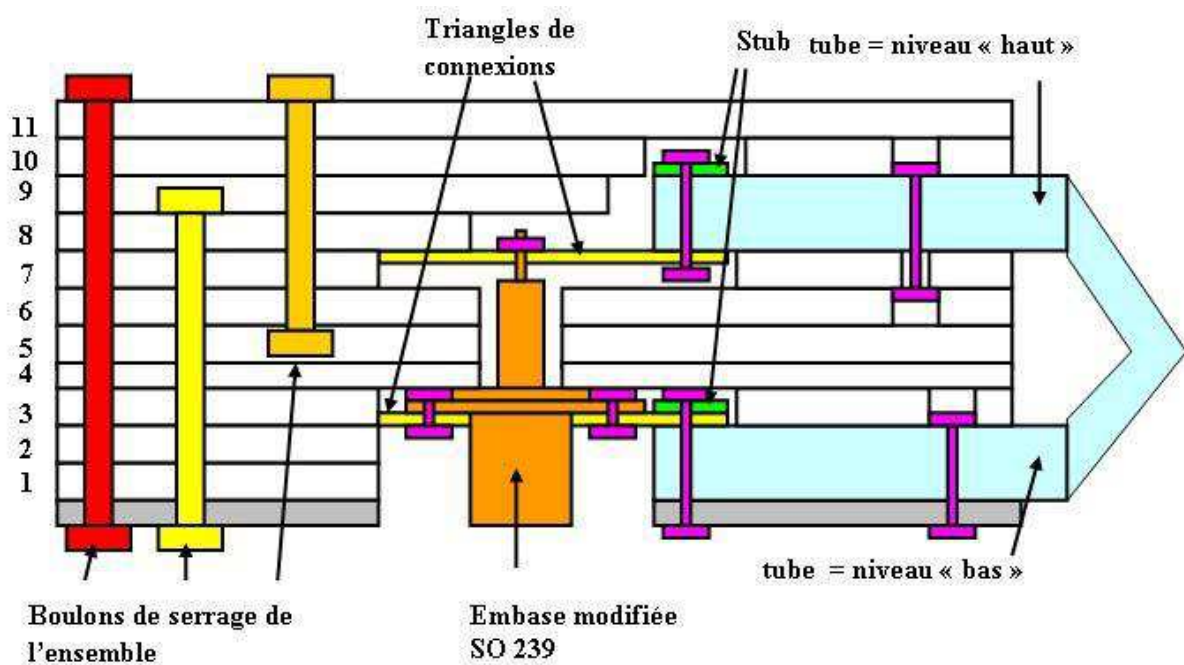 Triangles de
connexions
Stub
tube = niveau « haut »
11
10
9
8
7
6
5
4
3
2
1
tube = niveau « bas »
Boulons de serrage de
l'ensemble
Embase modifiée
SO 239